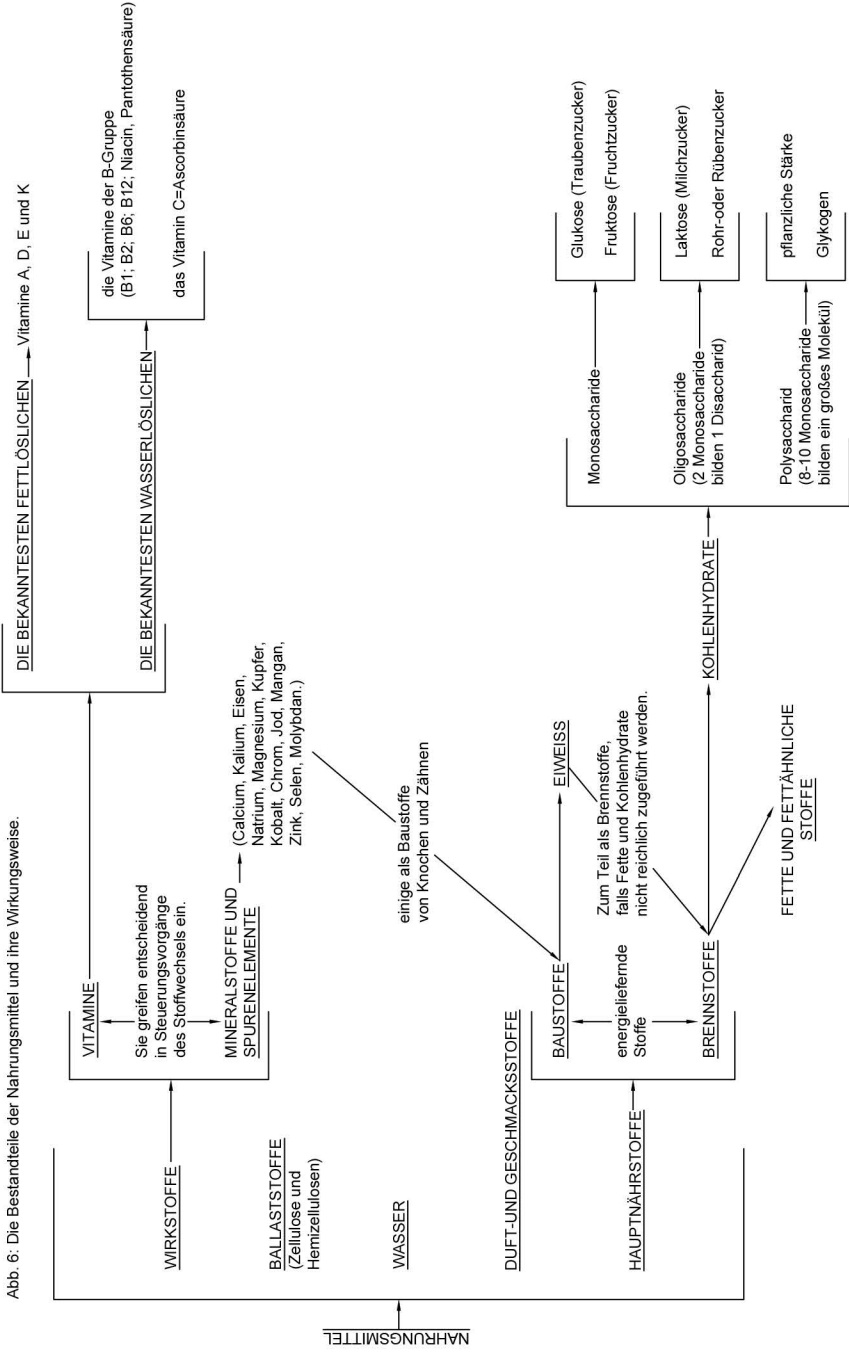 Abb. 6: Die Bestandteile der Nahrungsmittel und ihre Wirkungsweise.
NAHRUNGSMITTEL
WIRKSTOFFE
BALLASTSTOFFE
(Zellulose und
Hemizellulosen)
WASSER
DUFT-UND GESCHMACKSSTOFFE
HAUPTNÄHRSTOFFE
VITAMINE
Sie greifen entscheidend
in Steuerungsvorgänge
des Stoffwechsels ein.
MINERALSTOFFE UND
SPURENELEMENTE
(Calcium, Kalium, Eisen,
Natrium, Magnesium, Kupfer,
Kobalt, Chrom, Jod, Mangan,
Zink, Selen, Molybdan.)
einige als Baustoffe
von Knochen und Zähnen
BAUSTOFFE
energieliefernde
Stoffe
BRENNSTOFFE
EIWEISS
Zum Teil als Brennstoffe,
falls Fette und Kohlenhydrate
nicht reichlich zugeführt werden.
FETTE UND FETTÄHNLICHE
STOFFE
KOHLENHYDRATE
DIE BEKANNTESTEN FETTLÖSLICHEN
Vitamine A, D, E und K
DIE BEKANNTESTEN WASSERLÖSLICHEN
die Vitamine der B-Gruppe
(B1; B2; B6; B12; Niacin, Pantothensäure)
das Vitamin C=Ascorbinsäure
Monosaccharide
Glukose (Traubenzucker)
Fruktose (Fruchtzucker)
Oligosaccharide
(2 Monosaccharide
bilden 1 Disaccharid)
Laktose (Milchzucker)
Rohr-oder Rübenzucker
Polysaccharid
(8-10 Monosaccharide
bilden ein großes Molekül)
pflanzliche Stärke
Glykogen